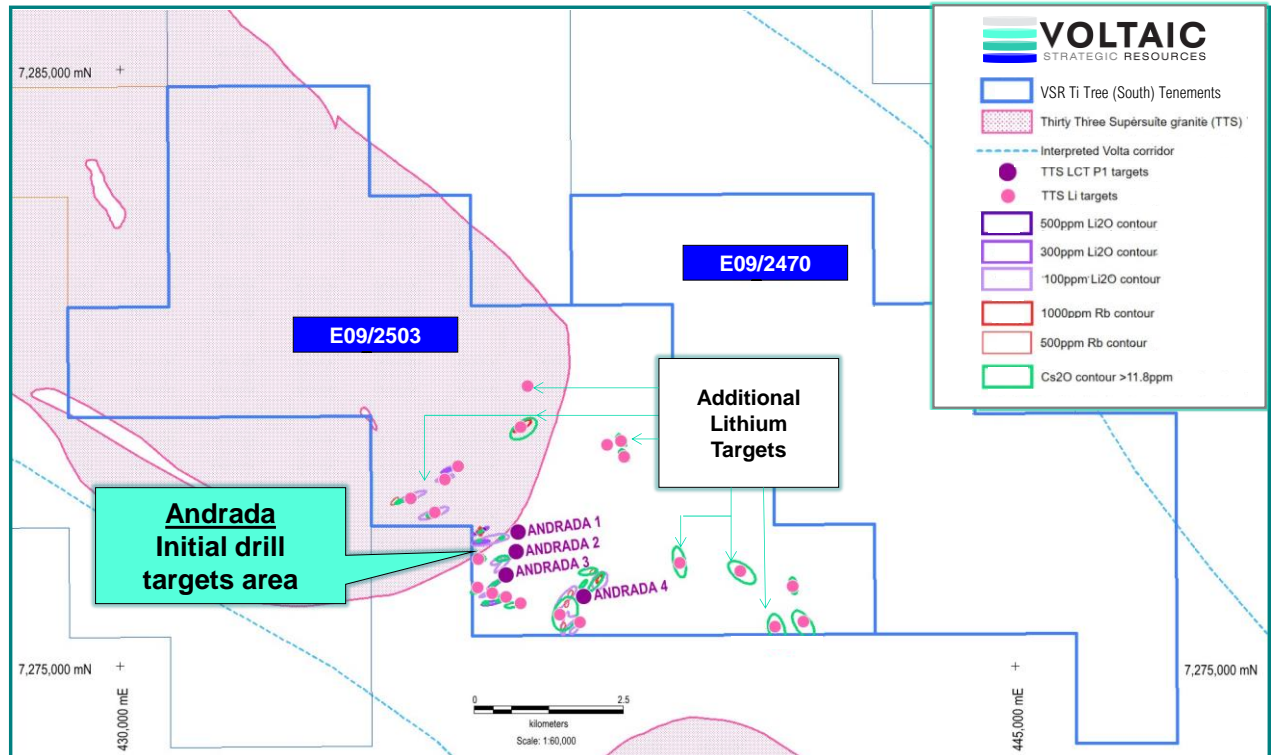 VOLTAIC
STRATEGIC RESOURCES
VSR Ti Tree (South) Tenements
Thirty Three Supersuite granite (TTS)
Interpreted Volta corridor
TTS LCT P1 targets
TTS Li targets
500ppm Li2O contour
300ppm Li2O contour
100ppm Li2O contour
1000ppm Rb contour
500ppm Rb contour
Cs2O contour >11.8ppm
7,285,000 mN
E09/2470
E09/2503
Additional
Lithium
Targets
Andrada
Initial drill
targets area
ANDRADA 1
ANDRADA 2
ANDRADA 3
ANDRADA 4
7,275,000 mN
7,275,000 mN
430,000 mE
445,000 mE
0 2.5
kilometers
Scale: 1:60,000